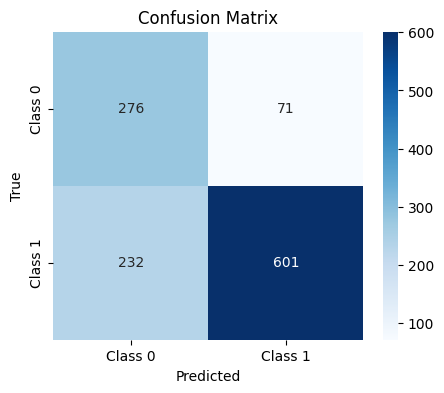 Confusion Matrix
True
Class 0
276
71
Class 1
232
601
Class 0
Class 1
Predicted
600
500
400
300
200
100